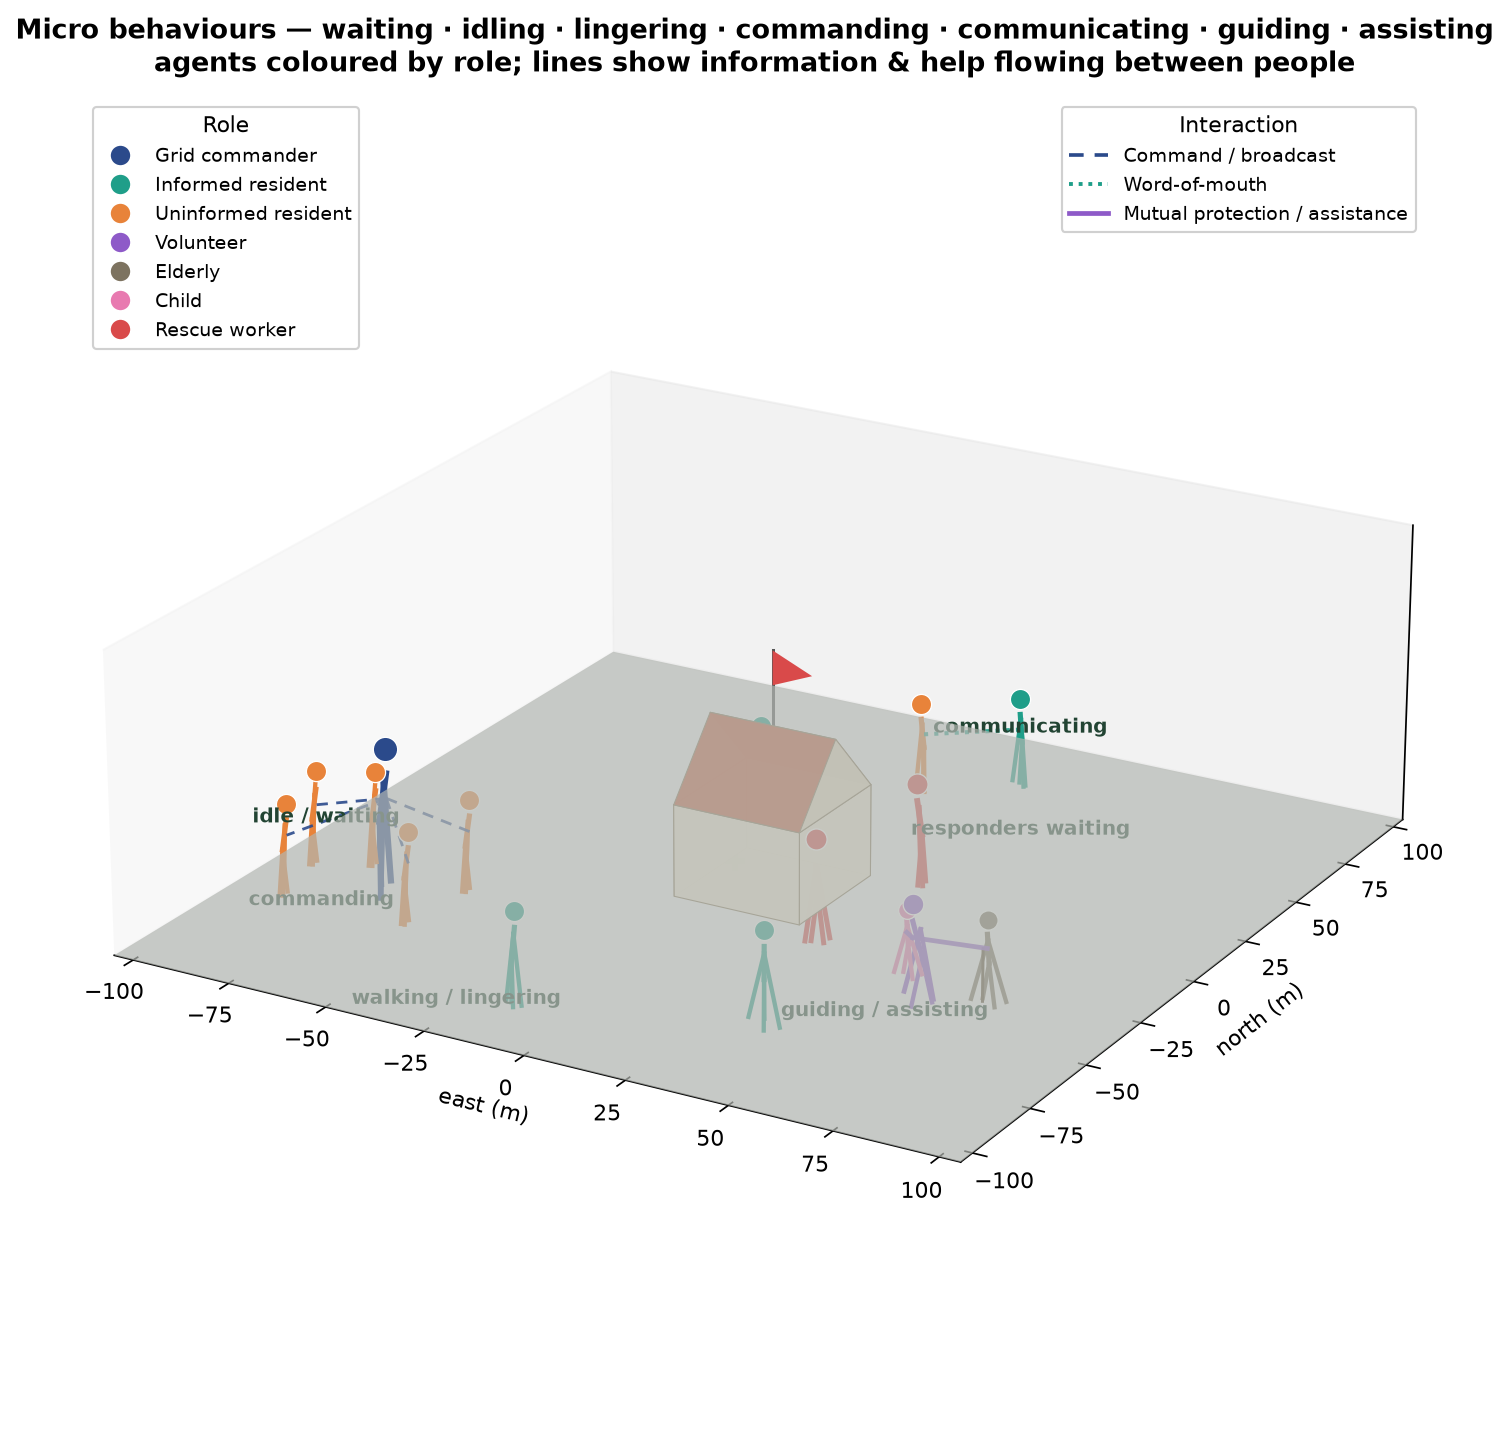 Micro behaviours — waiting · idling · lingering · commanding · communicating · guiding · assisting
agents coloured by role; lines show information & help flowing between people
Role
Grid commander
Informed resident
Uninformed resident
Volunteer
Elderly
Child
Rescue worker
Interaction
Command / broadcast
Word-of-mouth
Mutual protection / assistance
communicating
idle / waiting
responders waiting
commanding
walking / lingering
guiding / assisting
−100
−75
−50
−25
0
25
50
75
100
east (m)
−100
−75
−50
−25
0
25
50
75
100
north (m)